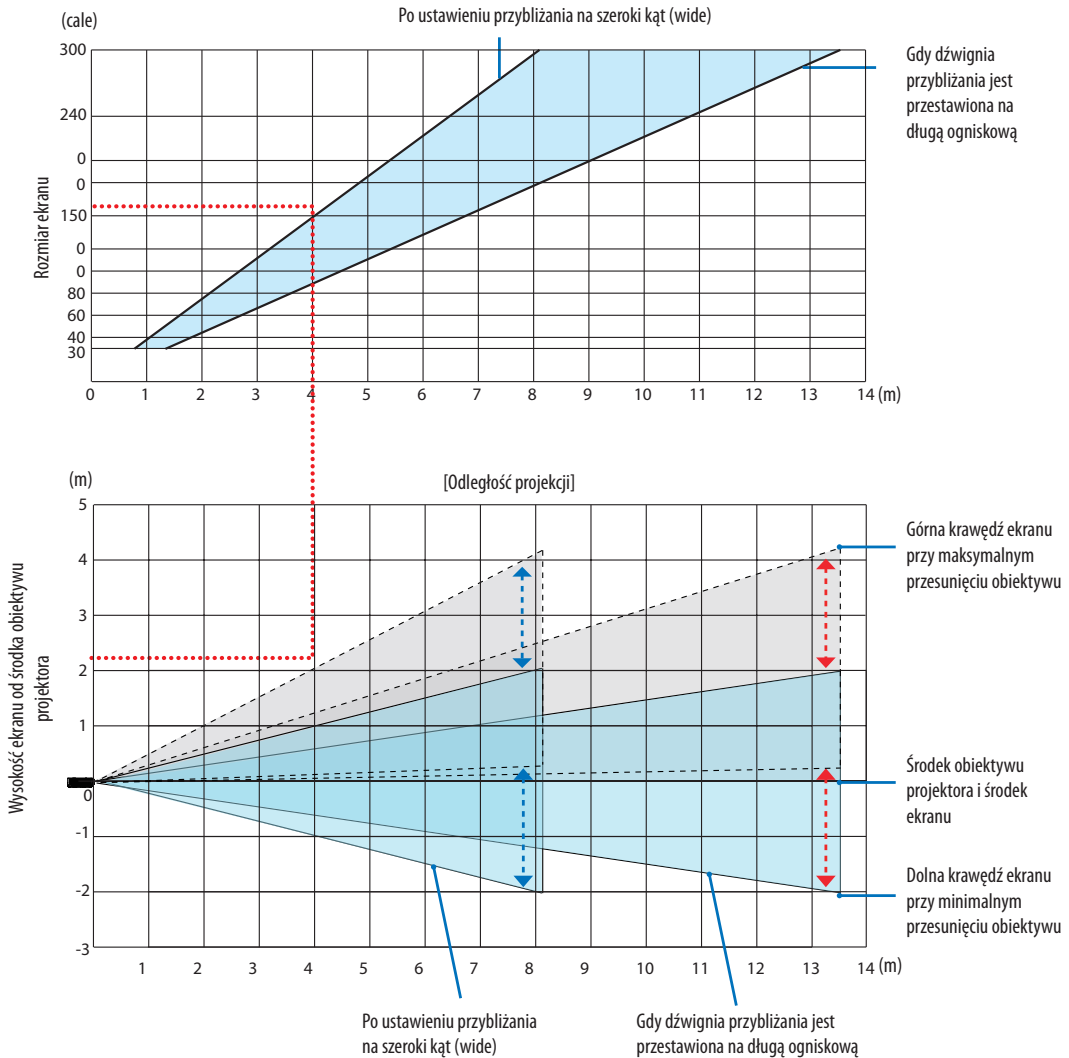 (cale)
Po ustawieniu przybliżania na szeroki kąt (wide)
Gdy dźwignia
przybliżania jest
przestawiona na
długą ogniskową
Rozmiar ekranu
300
240
0
0
150
0
0
80
60
40
30
0 1 2 3 4 5 6 7 8 9 10 11 12 13 14 (m)
(m)
[Odległość projekcji]
Wysokość ekranu od środka obiektywu
projektora
5
4
3
2
1
0
-1
-2
-3
Górna krawędź ekranu
przy maksymalnym
przesunięciu obiektywu
Środek obiektywu
projektora i środek
ekranu
Dolna krawędź ekranu
przy minimalnym
przesunięciu obiektywu
1 2 3 4 5 6 7 8 9 10 11 12 13 14 (m)
Po ustawieniu przybliżania
na szeroki kąt (wide)
Gdy dźwignia przybliżania jest
przestawiona na długą ogniskową